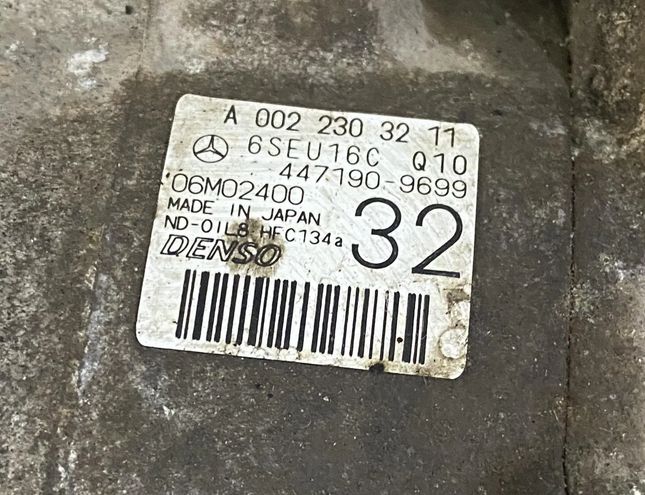 A 002 230 32 11
6SEU16C Q10
447190-9699
06M02400
MADE IN JAPAN
ND-OIL8 HFC134a
DENSO
32